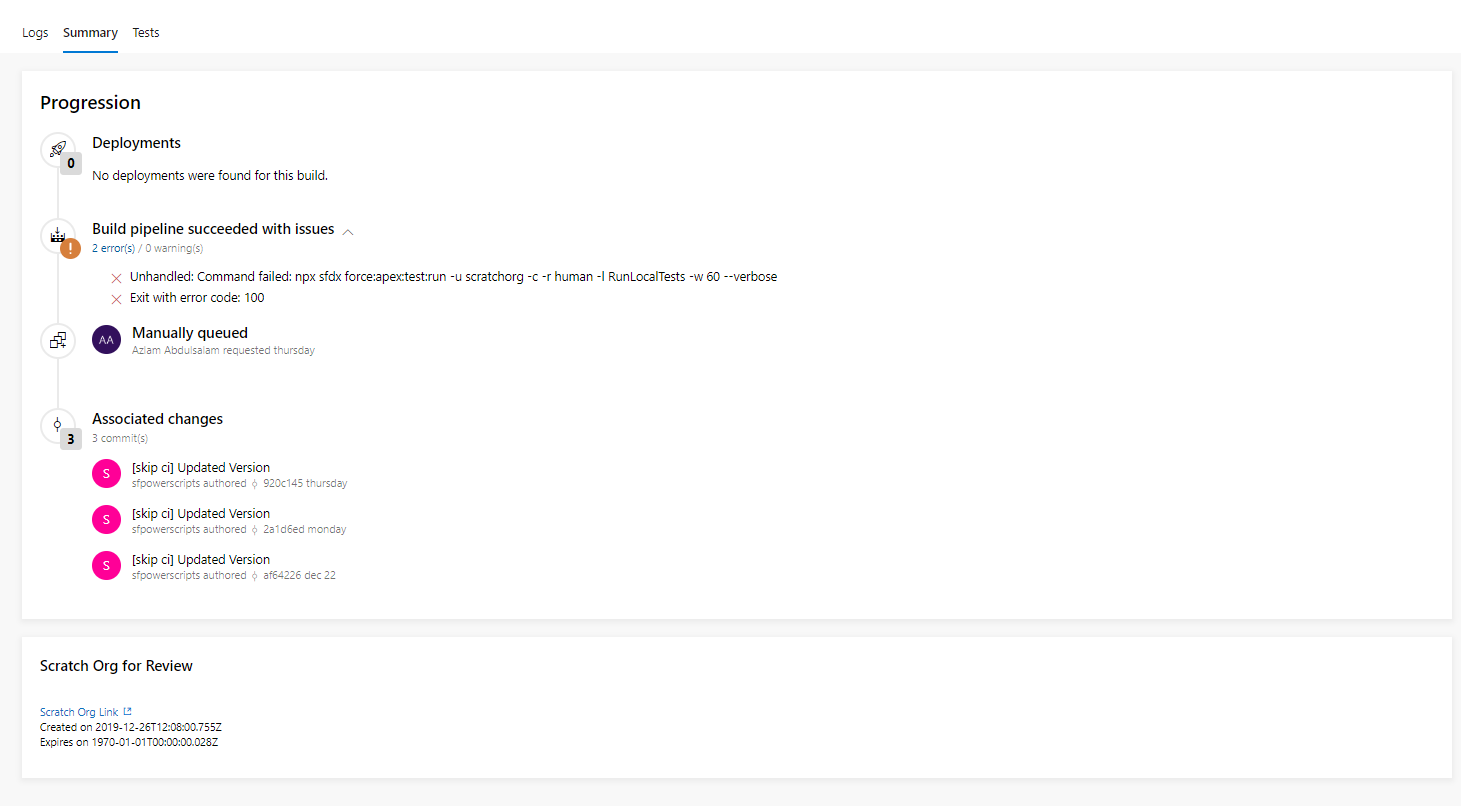 Logs Summary Tests
Progression
Deployments
0
No deployments were found for this build.
Build pipeline succeeded with issues
2 error(s) / 0 warning(s)
Unhandled: Command failed: npx sfdx force:apex:test:run -u scratchorg -c -r human -l RunLocalTests -w 60 --verbose
Exit with error code: 100
AA Manually queued
Azlam Abdulsalam requested thursday
Associated changes
3 3 commit(s)
S [skip ci] Updated Version
sfpowerscripts authored 920c145 thursday
S [skip ci] Updated Version
sfpowerscripts authored 2a1d6ed monday
S [skip ci] Updated Version
sfpowerscripts authored af64226 dec 22
Scratch Org for Review
Scratch Org Link
Created on 2019-12-26T12:08:00.755Z
Expires on 1970-01-01T00:00:00.028Z